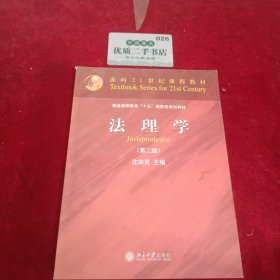 026
优质二手书店
面向21世纪课程教材
Textbook Series for 21st Century
普通高等教育“十五”国家级规划教材
法理学
Jurisprudence
(第二版)
沈宗灵 主编
北京大学出版社